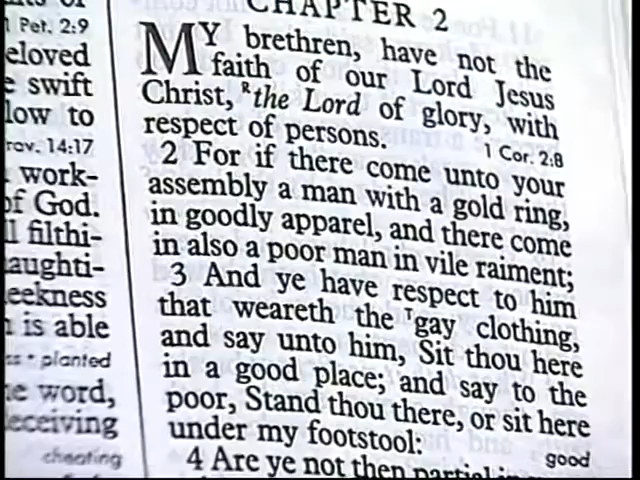 1 Pet. 2:9
eloved
e swift
low to
rov. 14:17
work-
of God.
l filthi-
aughti-
eekness
is able
planted
e word,
eceiving
cheating
CHAPTER 2
MY brethren, have not the
faith of our Lord Jesus
Christ, ᴿthe Lord of glory, with
respect of persons. 1 Cor. 2:8
2 For if there come unto your
assembly a man with a gold ring,
in goodly apparel, and there come
in also a poor man in vile raiment;
3 And ye have respect to him
that weareth the ᵀgay clothing,
and say unto him, Sit thou here
in a good place; and say to the
poor, Stand thou there, or sit here
under my footstool: good
4 Are ye not then partial in